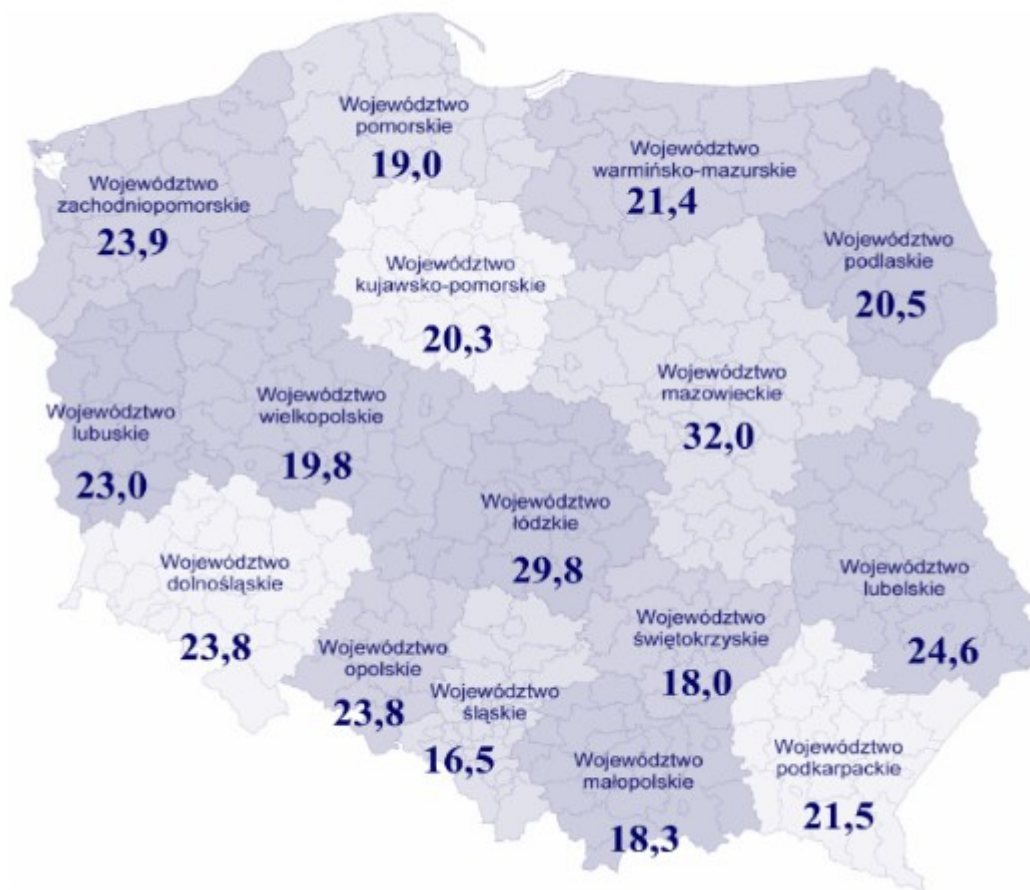 Województwo
pomorskie
19,0
Województwo
warmińsko-mazurskie
21,4
Województwo
zachodniopomorskie
23,9
Województwo
podlaskie
20,5
Województwo
kujawsko-pomorskie
20,3
Województwo
mazowieckie
32,0
Województwo
wielkopolskie
19,8
Województwo
lubuskie
23,0
Województwo
łódzkie
29,8
Województwo
dolnośląskie
23,8
Województwo
lubelskie
24,6
Województwo
świętokrzyskie
18,0
Województwo
opolskie
23,8
Województwo
śląskie
16,5
Województwo
małopolskie
18,3
Województwo
podkarpackie
21,5